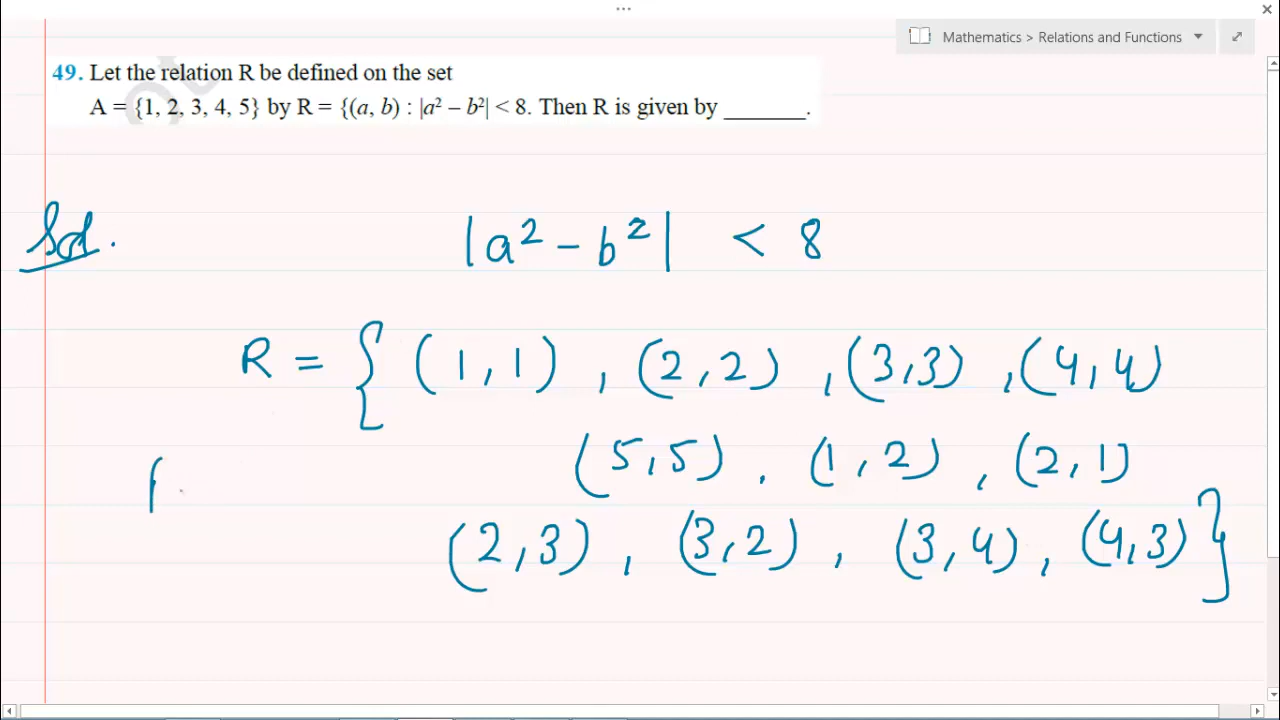 Mathematics > Relations and Functions
49. Let the relation R be defined on the set
A = {1, 2, 3, 4, 5} by R = {(a, b) : |a² – b²| < 8. Then R is given by _______.
Sol.
|a² – b²| < 8
R = { (1,1) , (2,2) , (3,3) , (4,4)
(5,5) , (1,2) , (2,1)
(2,3) , (3,2) , (3,4) , (4,3) }
(